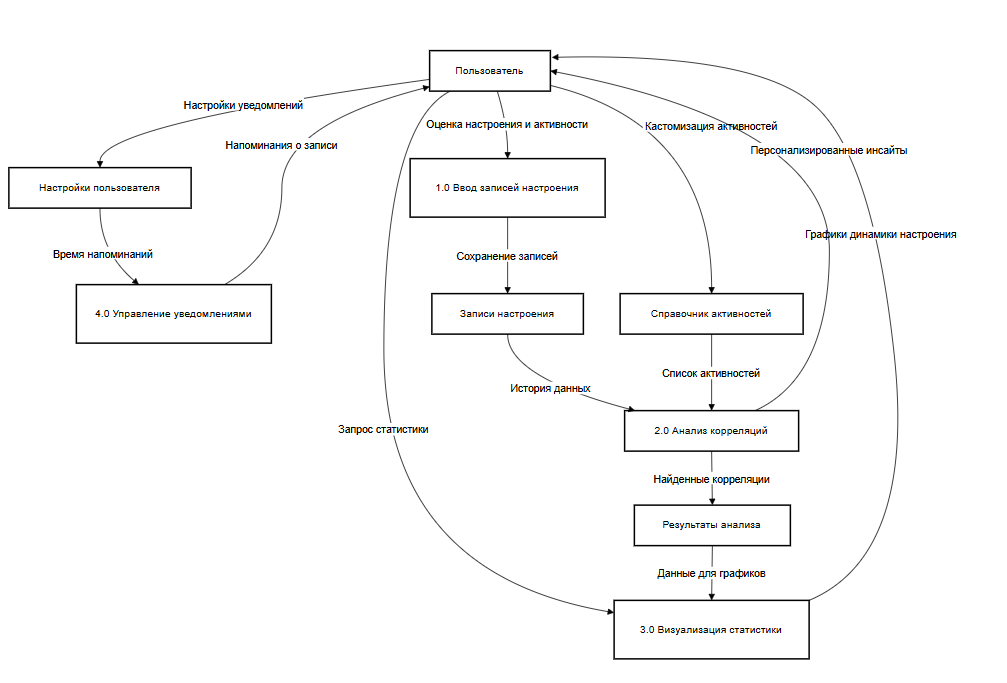 Пользователь
Настройки уведомлений
Оценка настроения и активности
Кастомизация активностей
Напоминания о записи
Персонализированные инсайты
Настройки пользователя
1.0 Ввод записей настроения
Графики динамики настроения
Время напоминаний
Сохранение записей
4.0 Управление уведомлениями
Записи настроения
Справочник активностей
Список активностей
История данных
Запрос статистики
2.0 Анализ корреляций
Найденные корреляции
Результаты анализа
Данные для графиков
3.0 Визуализация статистики